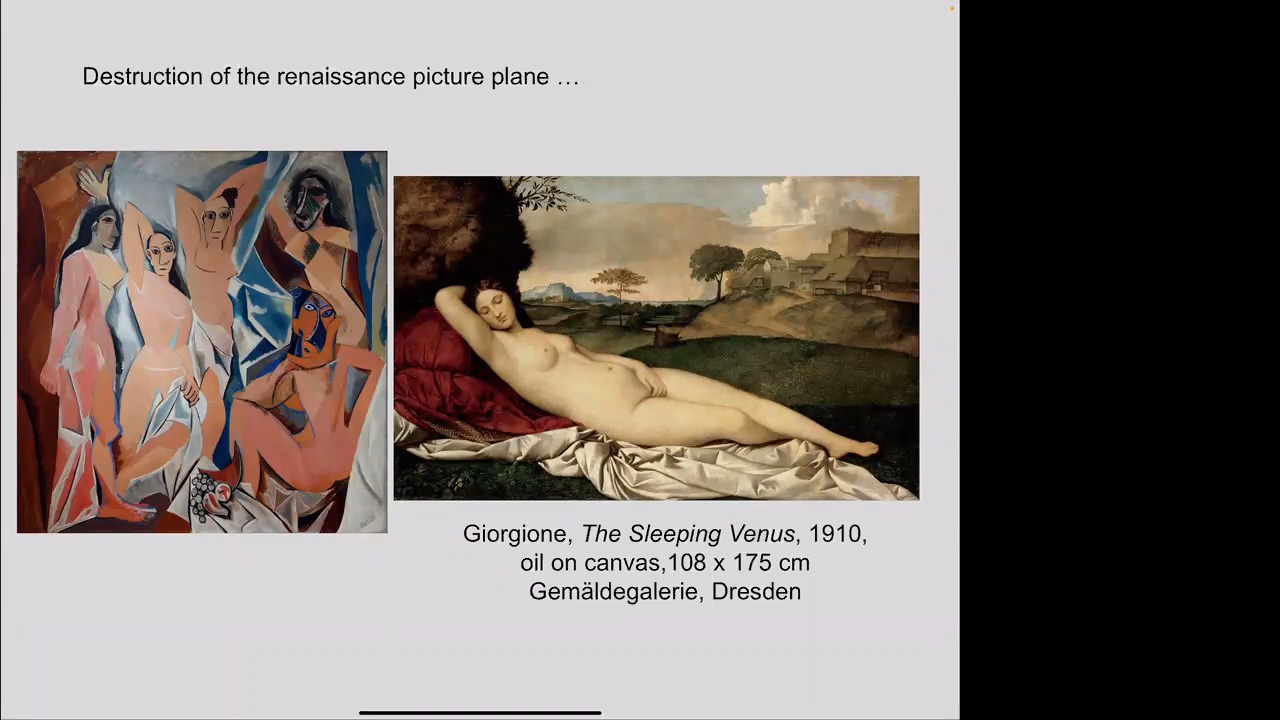 Destruction of the renaissance picture plane …
Giorgione, The Sleeping Venus, 1910,
oil on canvas,108 x 175 cm
Gemäldegalerie, Dresden